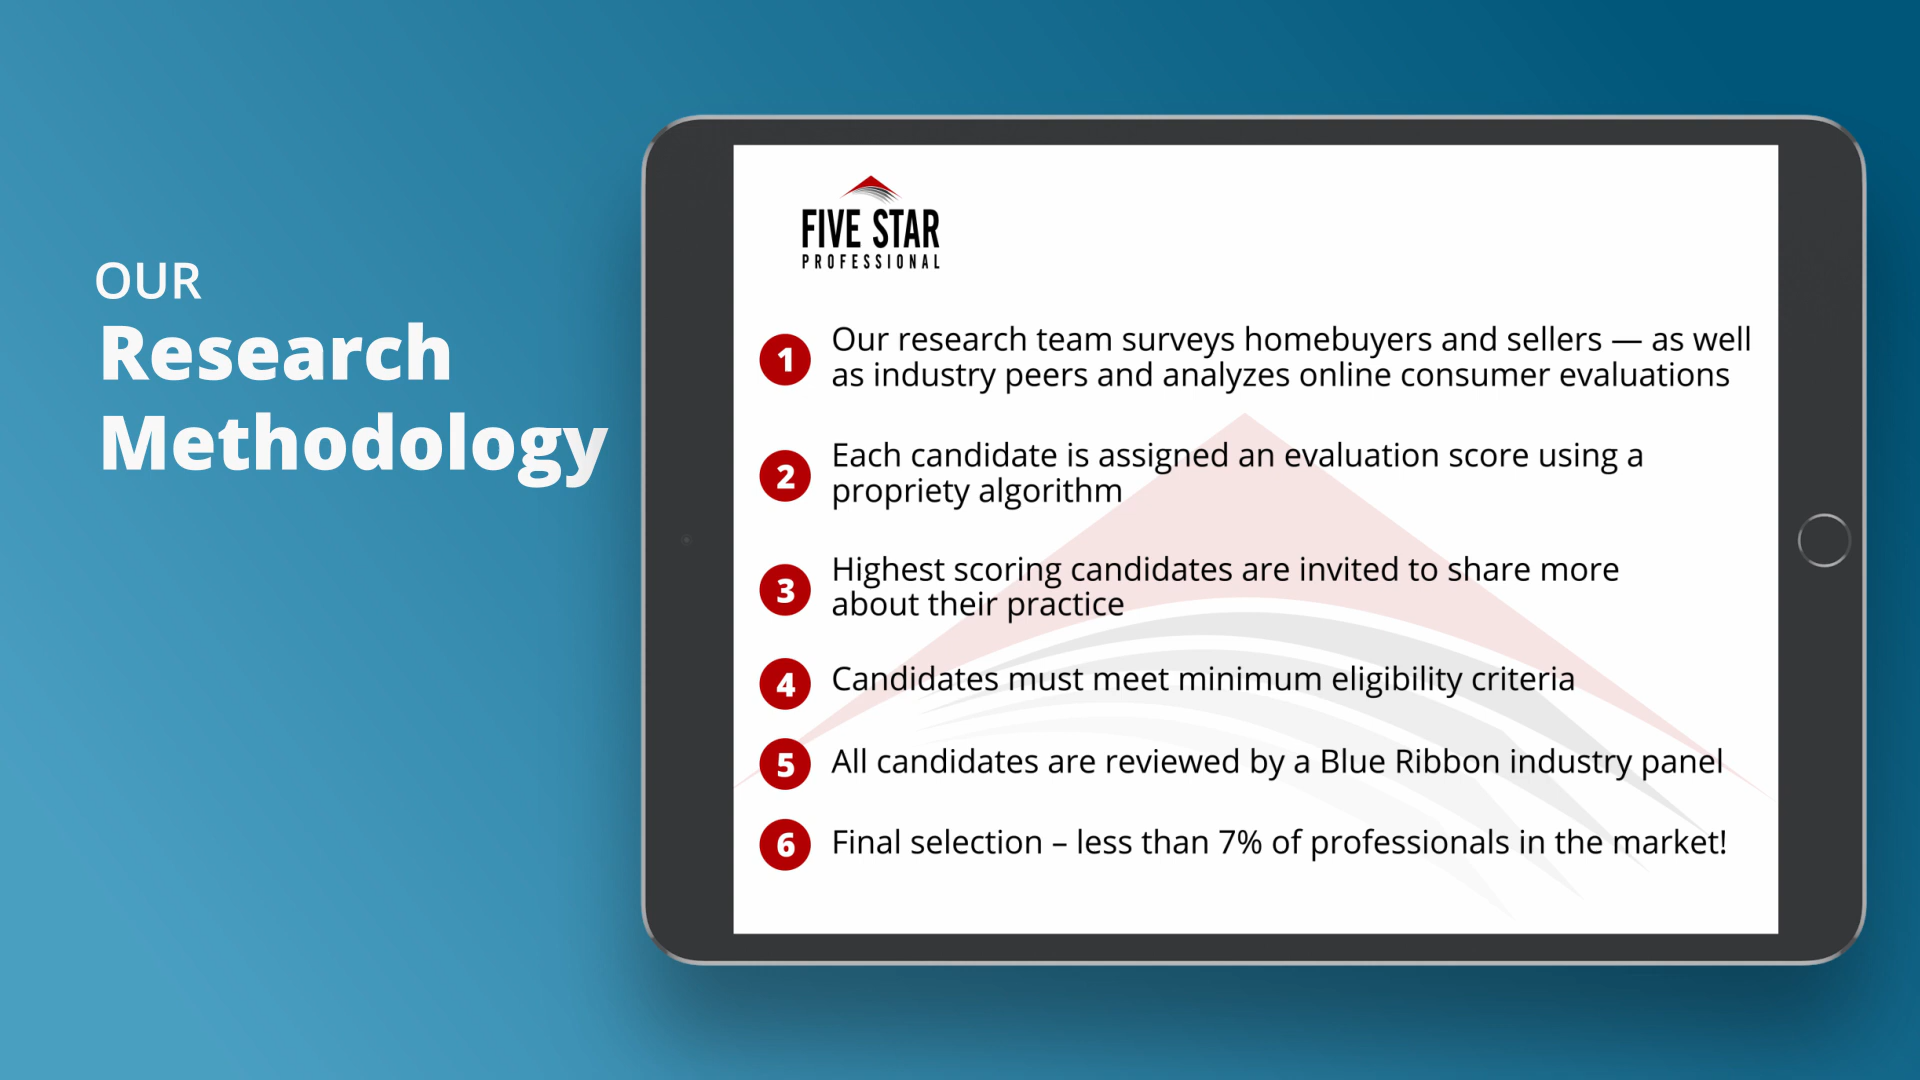 OUR
Research
Methodology
FIVE STAR
PROFESSIONAL
1 Our research team surveys homebuyers and sellers — as well
as industry peers and analyzes online consumer evaluations
2 Each candidate is assigned an evaluation score using a
propriety algorithm
3 Highest scoring candidates are invited to share more
about their practice
4 Candidates must meet minimum eligibility criteria
5 All candidates are reviewed by a Blue Ribbon industry panel
6 Final selection – less than 7% of professionals in the market!